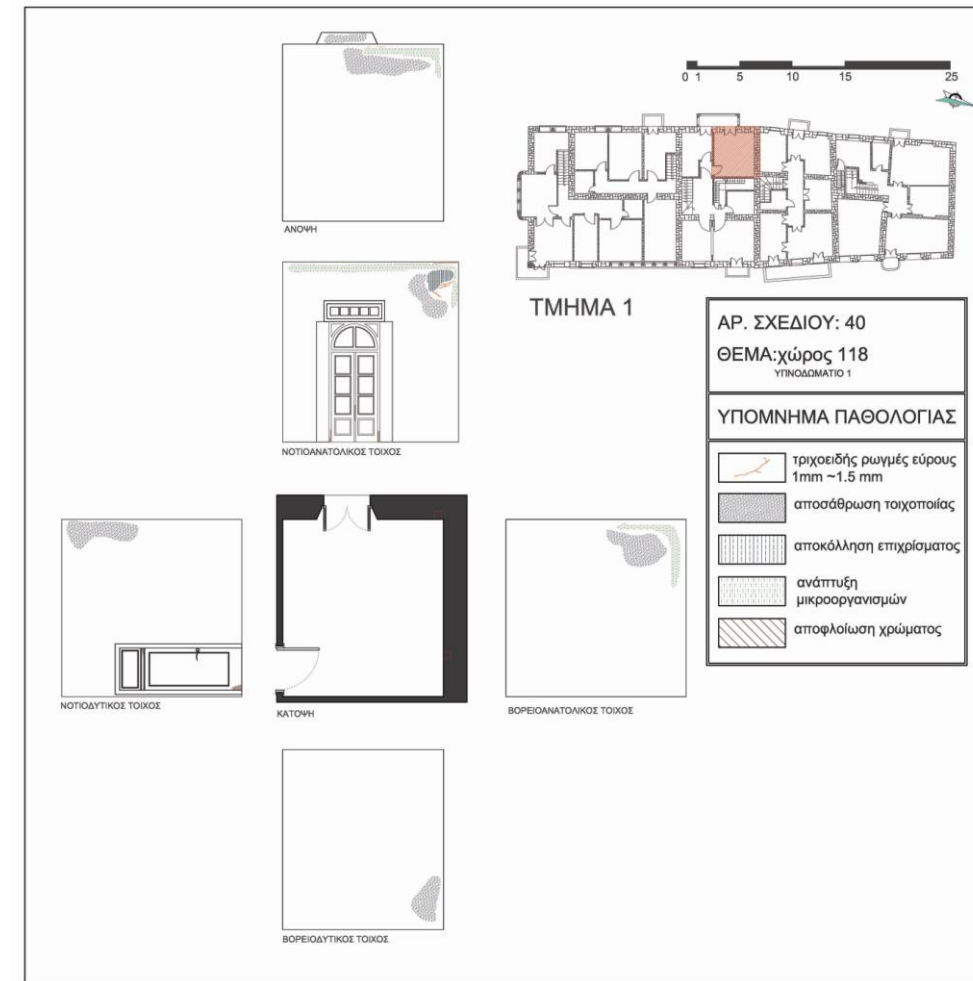 ΑΝΟΨΗ
0 1 5 10 15 25
ΤΜΗΜΑ 1
ΝΟΤΙΟΑΝΑΤΟΛΙΚΟΣ ΤΟΙΧΟΣ
ΝΟΤΙΟΔΥΤΙΚΟΣ ΤΟΙΧΟΣ
ΚΑΤΟΨΗ
ΒΟΡΕΙΟΑΝΑΤΟΛΙΚΟΣ ΤΟΙΧΟΣ
ΒΟΡΕΙΟΔΥΤΙΚΟΣ ΤΟΙΧΟΣ
ΑΡ. ΣΧΕΔΙΟΥ: 40
ΘΕΜΑ:χώρος 118
ΥΠΝΟΔΩΜΑΤΙΟ 1
ΥΠΟΜΝΗΜΑ ΠΑΘΟΛΟΓΙΑΣ
τριχοειδής ρωγμές εύρους
1mm ~1.5 mm
αποσάθρωση τοιχοποιίας
αποκόλληση επιχρίσματος
ανάπτυξη
μικροοργανισμών
αποφλοίωση χρώματος